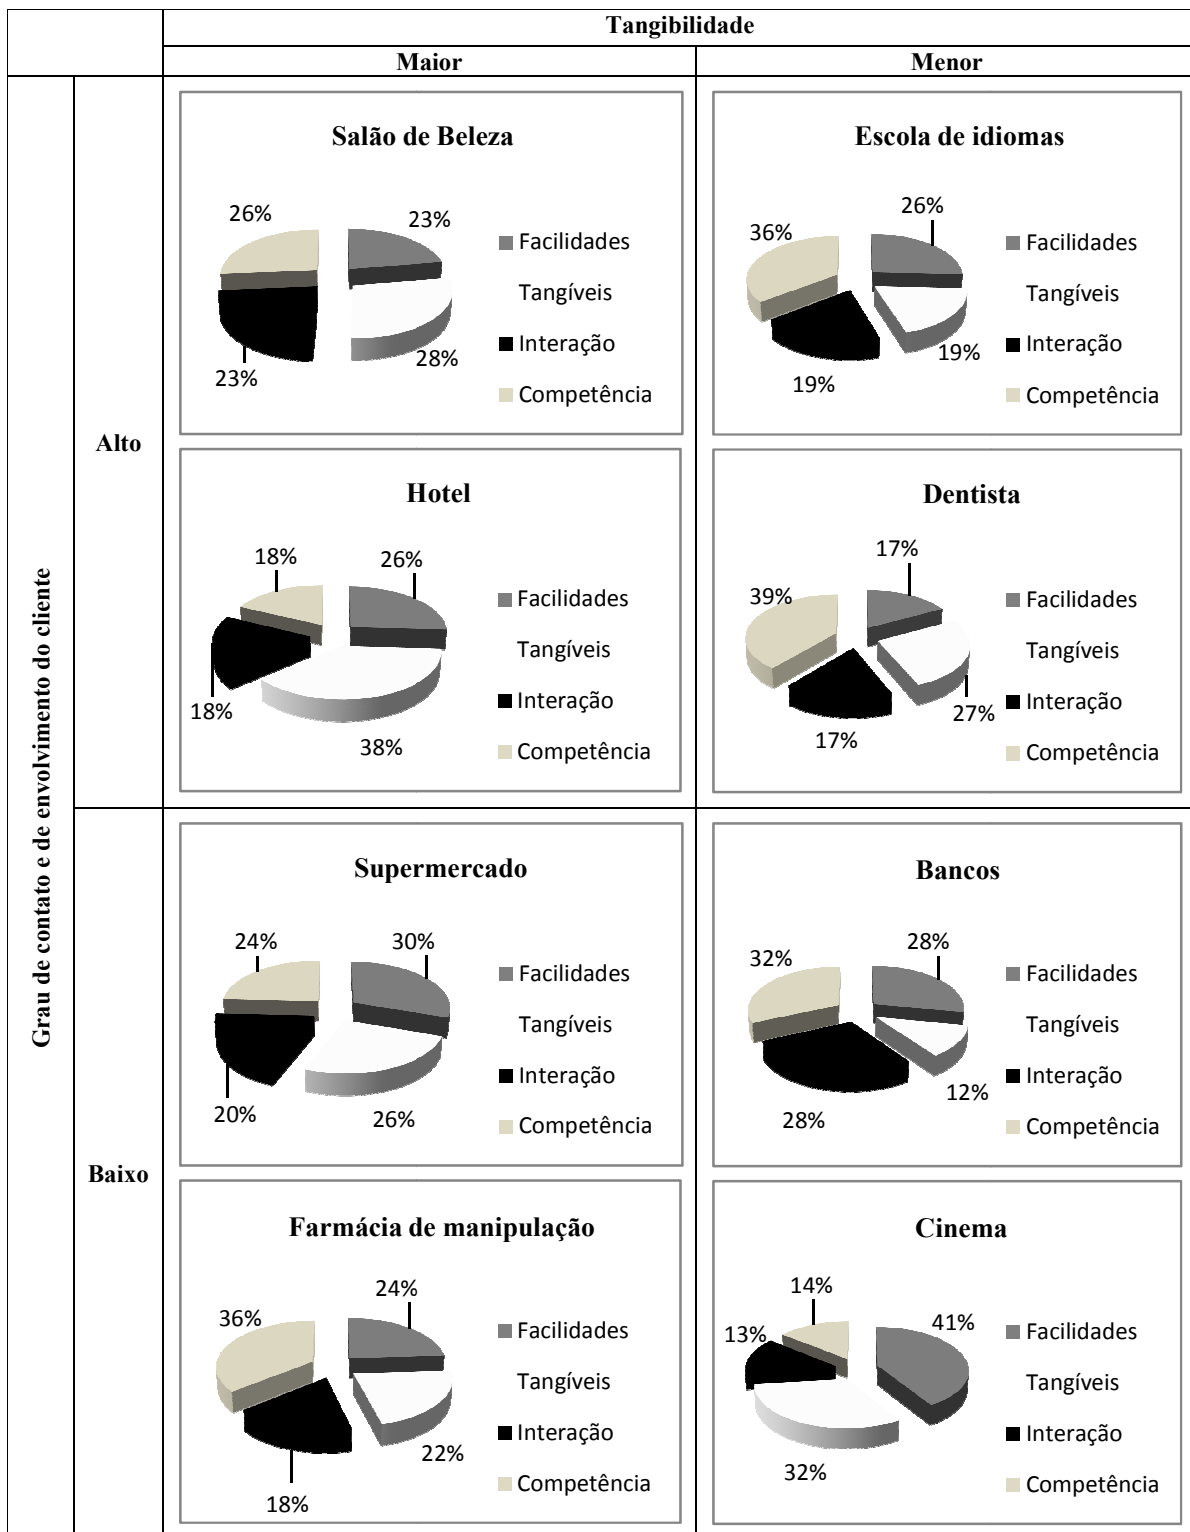 Tangibilidade
Maior
Menor
Grau de contato e de envolvimento do cliente
Alto
Salão de Beleza
26%
23%
23%
28%
Facilidades
Tangíveis
Interação
Competência
Escola de idiomas
36%
26%
19%
19%
Facilidades
Tangíveis
Interação
Competência
Hotel
18%
26%
18%
38%
Facilidades
Tangíveis
Interação
Competência
Dentista
17%
39%
27%
17%
Facilidades
Tangíveis
Interação
Competência
Baixo
Supermercado
24%
30%
20%
26%
Facilidades
Tangíveis
Interação
Competência
Bancos
32%
28%
12%
28%
Facilidades
Tangíveis
Interação
Competência
Farmácia de manipulação
36%
24%
22%
18%
Facilidades
Tangíveis
Interação
Competência
Cinema
14%
13%
41%
32%
Facilidades
Tangíveis
Interação
Competência